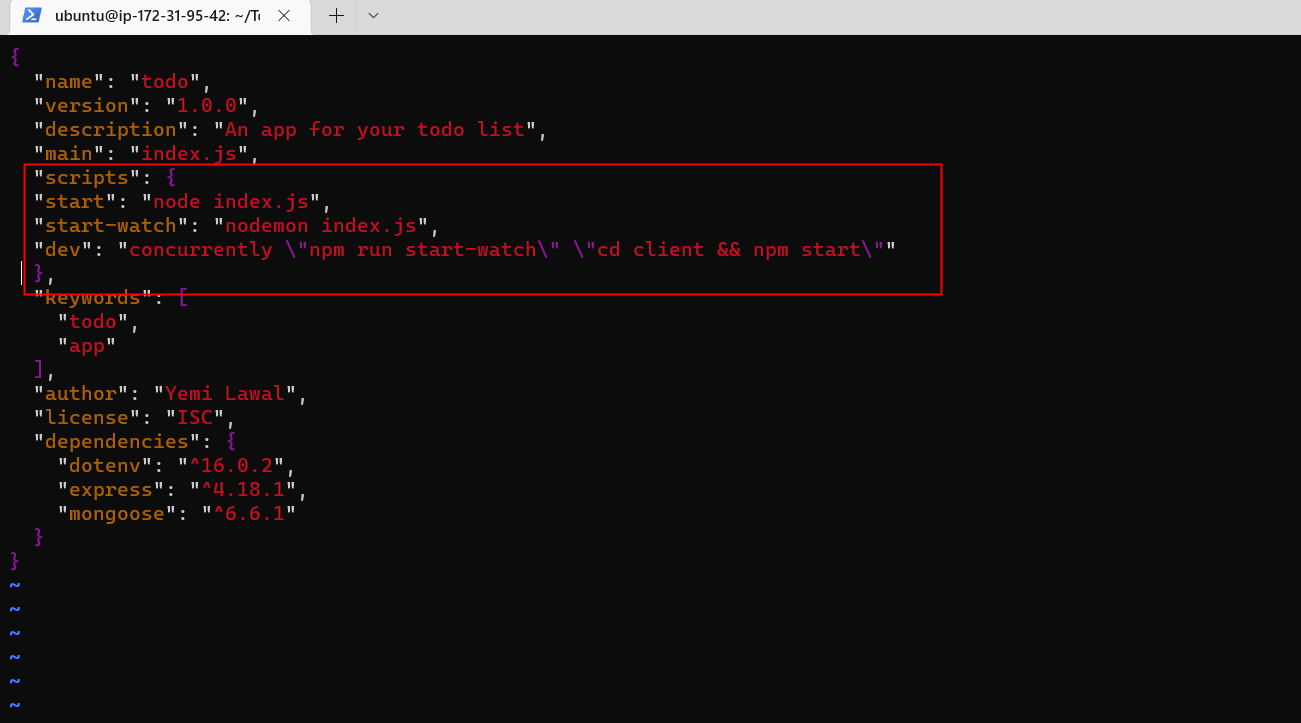 ubuntu@ip-172-31-95-42: ~/To
{
  "name": "todo",
  "version": "1.0.0",
  "description": "An app for your todo list",
  "main": "index.js",
  "scripts": {
  "start": "node index.js",
  "start-watch": "nodemon index.js",
  "dev": "concurrently \"npm run start-watch\" \"cd client && npm start\""
  },
  "keywords": [
    "todo",
    "app"
  ],
  "author": "Yemi Lawal",
  "license": "ISC",
  "dependencies": {
    "dotenv": "^16.0.2",
    "express": "^4.18.1",
    "mongoose": "^6.6.1"
  }
}
~
~
~
~
~
~